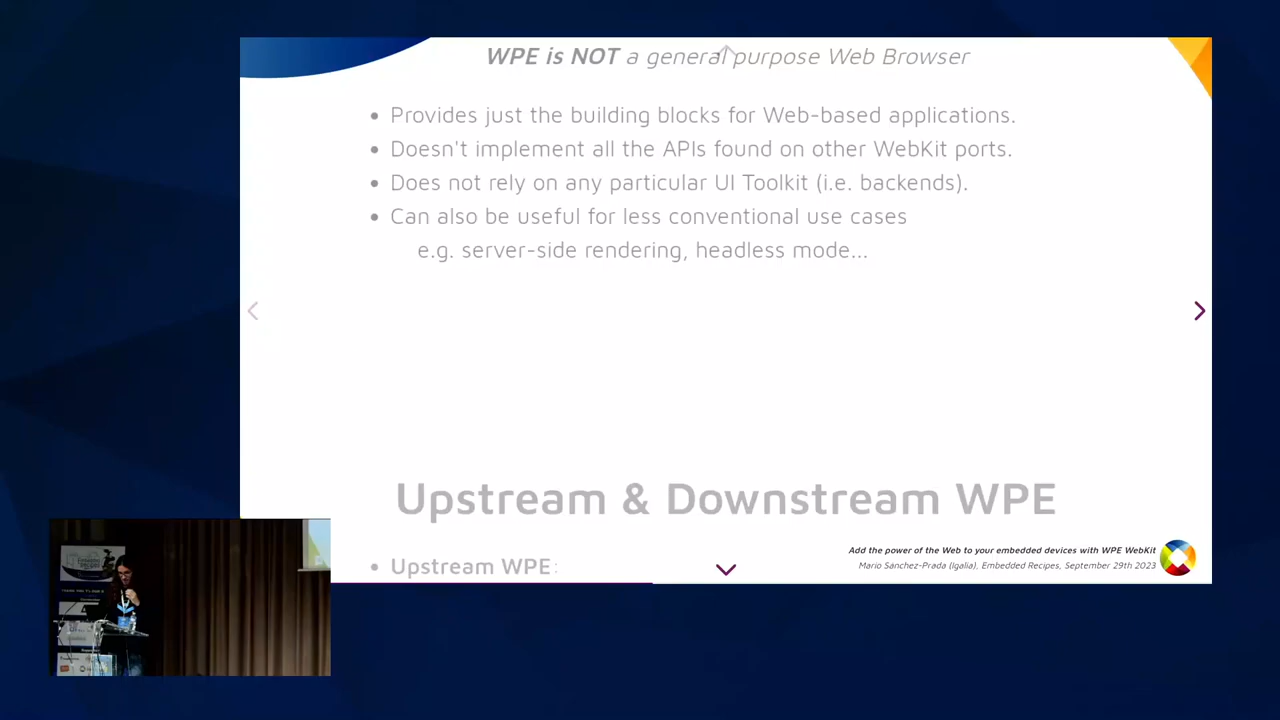 WPE is NOT a general purpose Web Browser
• Provides just the building blocks for Web-based applications.
• Doesn't implement all the APIs found on other WebKit ports.
• Does not rely on any particular UI Toolkit (i.e. backends).
• Can also be useful for less conventional use cases
e.g. server-side rendering, headless mode...
Upstream & Downstream WPE
• Upstream WPE:
Add the power of the Web to your embedded devices with WPE WebKit
Mario Sánchez-Prada (Igalia), Embedded Recipes, September 29th 2023